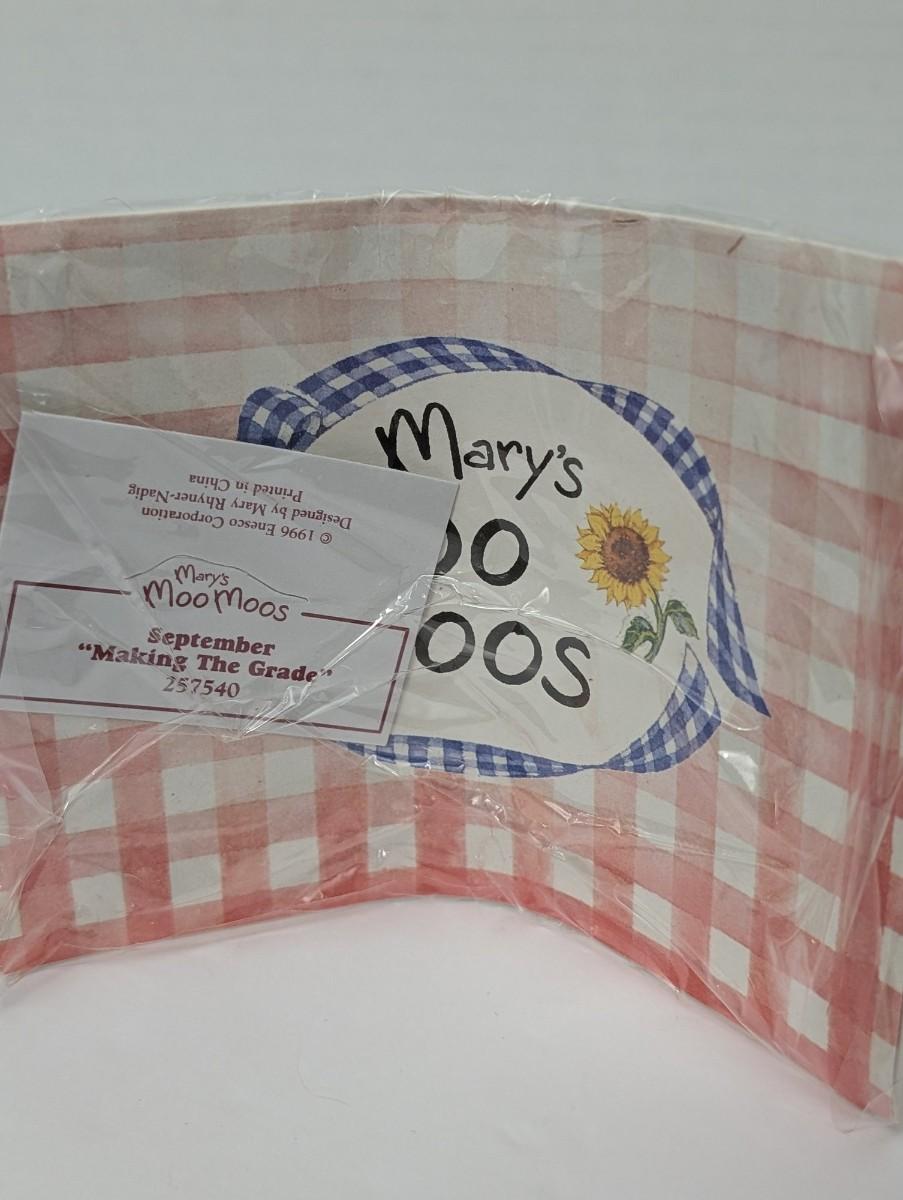 Mary's
OO
OOS
© 1996 Enesco Corporation
Designed by Mary Rhyner-Nadig
Printed in China
Mary's
MooMoos
September
"Making The Grade"
257540